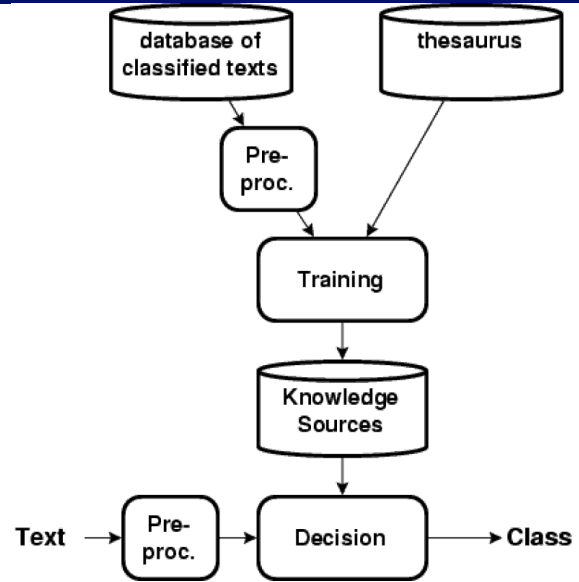 database of
classified texts
thesaurus
Pre-
proc.
Training
Knowledge
Sources
Text
Pre-
proc.
Decision
Class